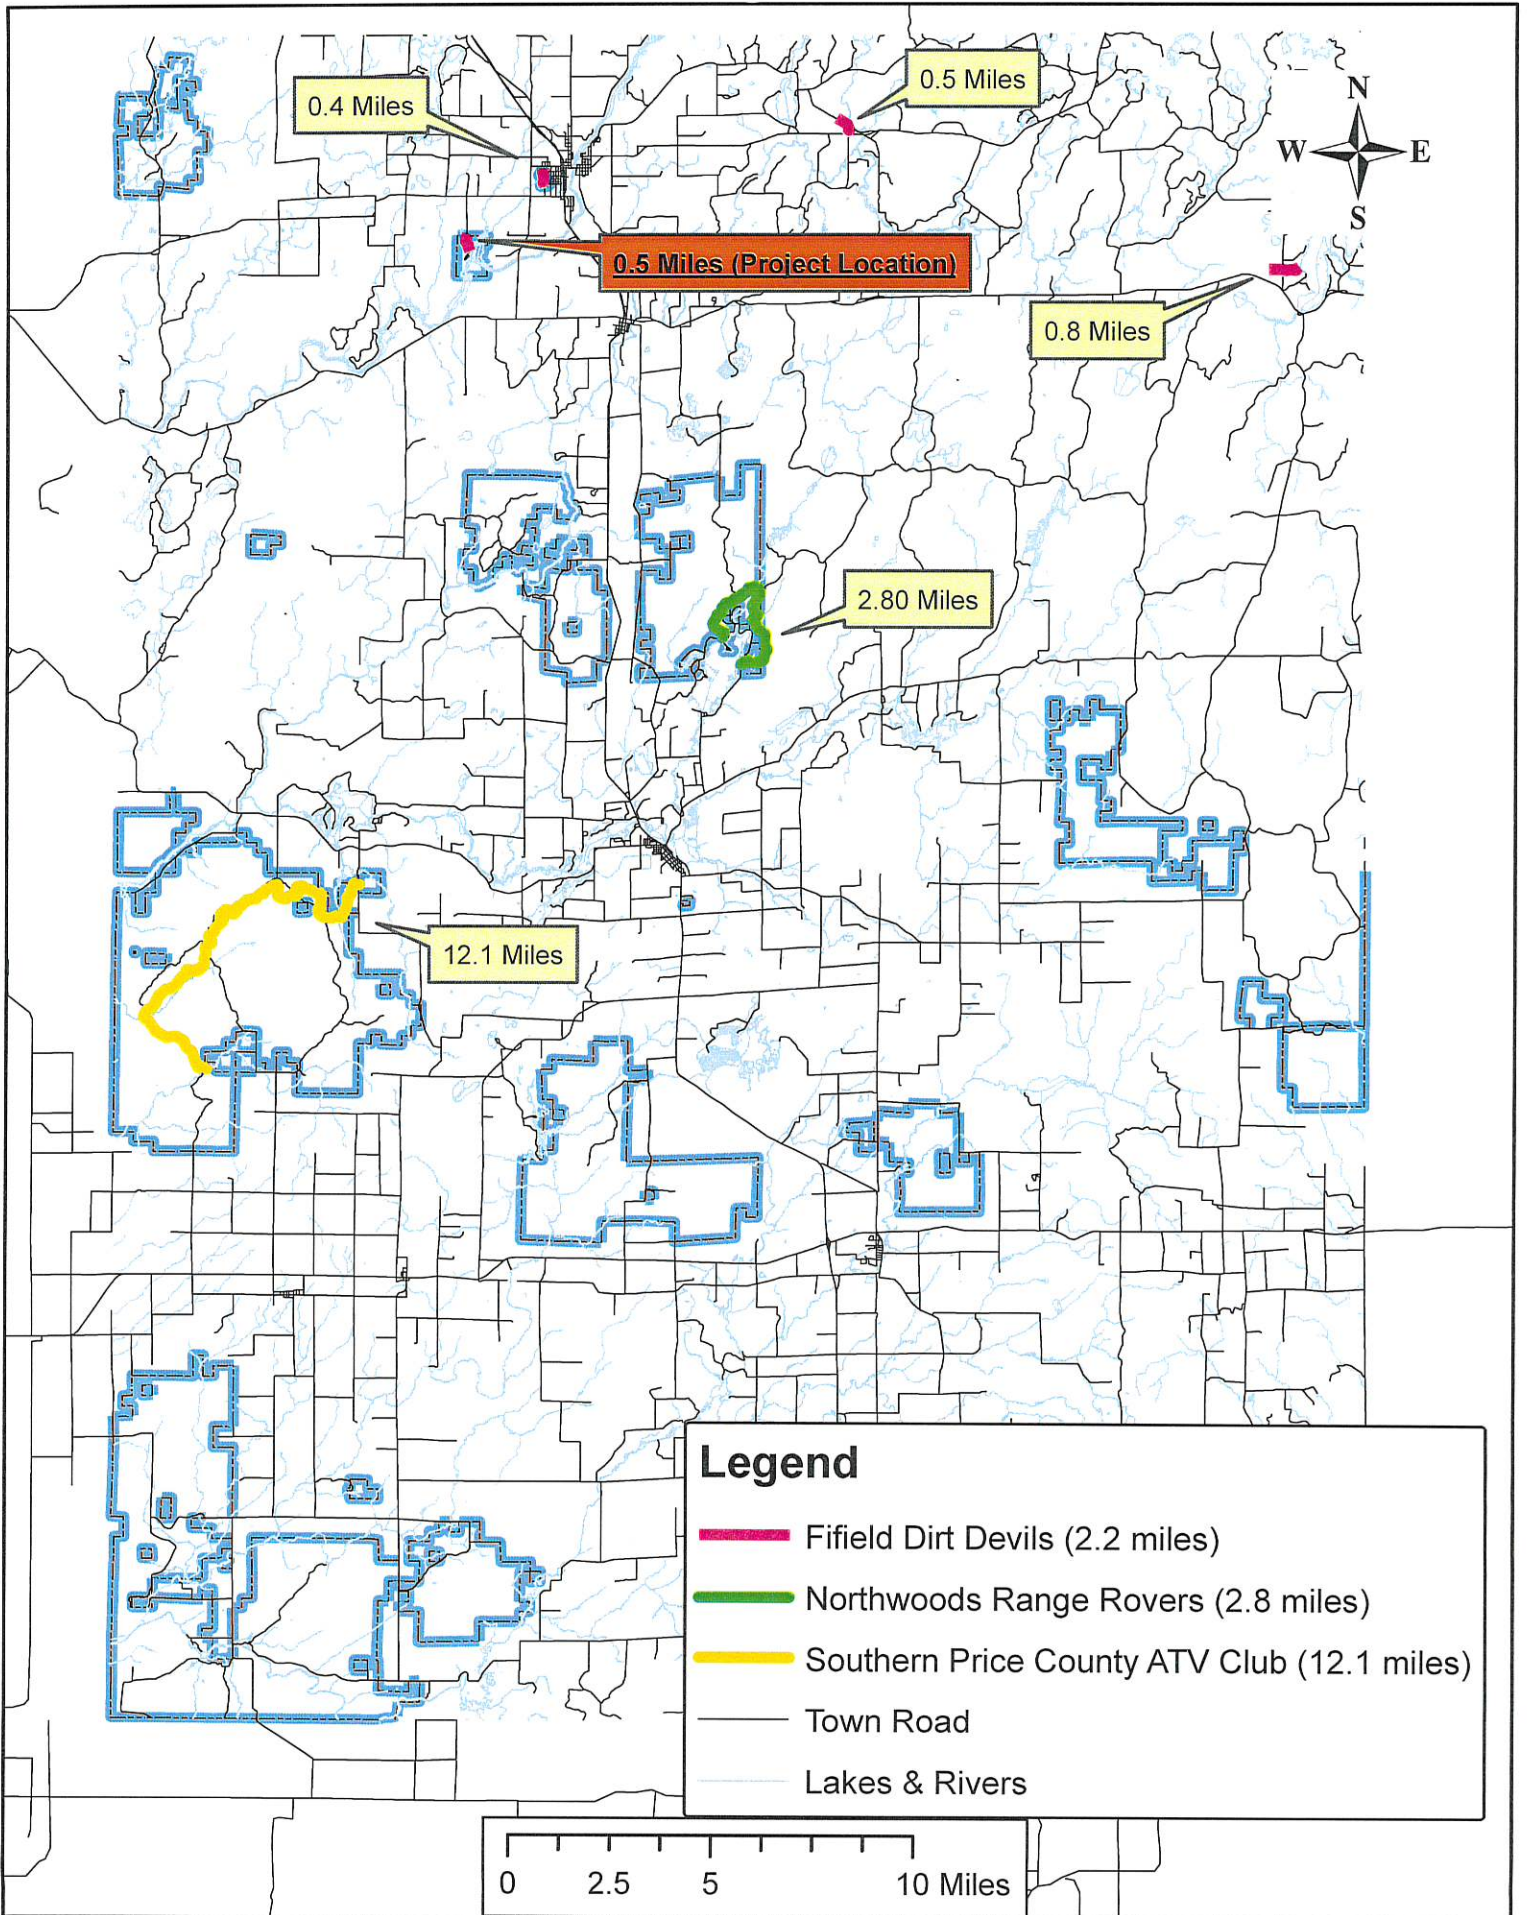 0.5 Miles
0.4 Miles
N
W
E
S
0.5 Miles (Project Location)
0.8 Miles
2.80 Miles
12.1 Miles
Legend
Fifield Dirt Devils (2.2 miles)
Northwoods Range Rovers (2.8 miles)
Southern Price County ATV Club (12.1 miles)
Town Road
Lakes & Rivers
0 2.5 5 10 Miles